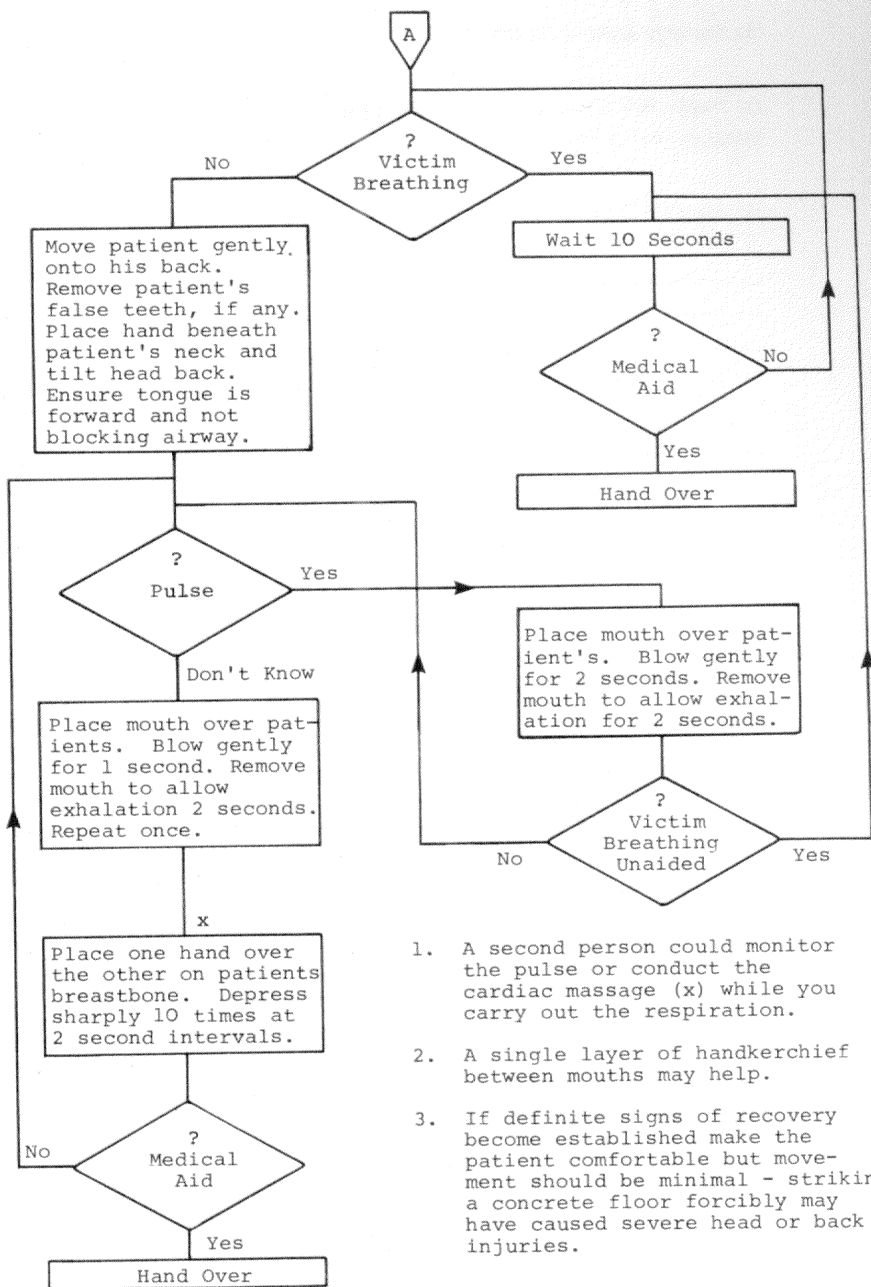 A
?
Victim
Breathing
No
Yes
Move patient gently
onto his back.
Remove patient's
false teeth, if any.
Place hand beneath
patient's neck and
tilt head back.
Ensure tongue is
forward and not
blocking airway.
Wait 10 Seconds
?
Medical
Aid
No
Yes
Hand Over
?
Pulse
Yes
Don't Know
Place mouth over pat-
ient's. Blow gently
for 2 seconds. Remove
mouth to allow exhal-
ation for 2 seconds.
Place mouth over pat-
ients. Blow gently
for 1 second. Remove
mouth to allow
exhalation 2 seconds.
Repeat once.
?
Victim
Breathing
Unaided
No
Yes
x
Place one hand over
the other on patients
breastbone. Depress
sharply 10 times at
2 second intervals.
?
Medical
Aid
No
Yes
Hand Over
1. A second person could monitor
the pulse or conduct the
cardiac massage (x) while you
carry out the respiration.
2. A single layer of handkerchief
between mouths may help.
3. If definite signs of recovery
become established make the
patient comfortable but move-
ment should be minimal - strikin
a concrete floor forcibly may
have caused severe head or back
injuries.